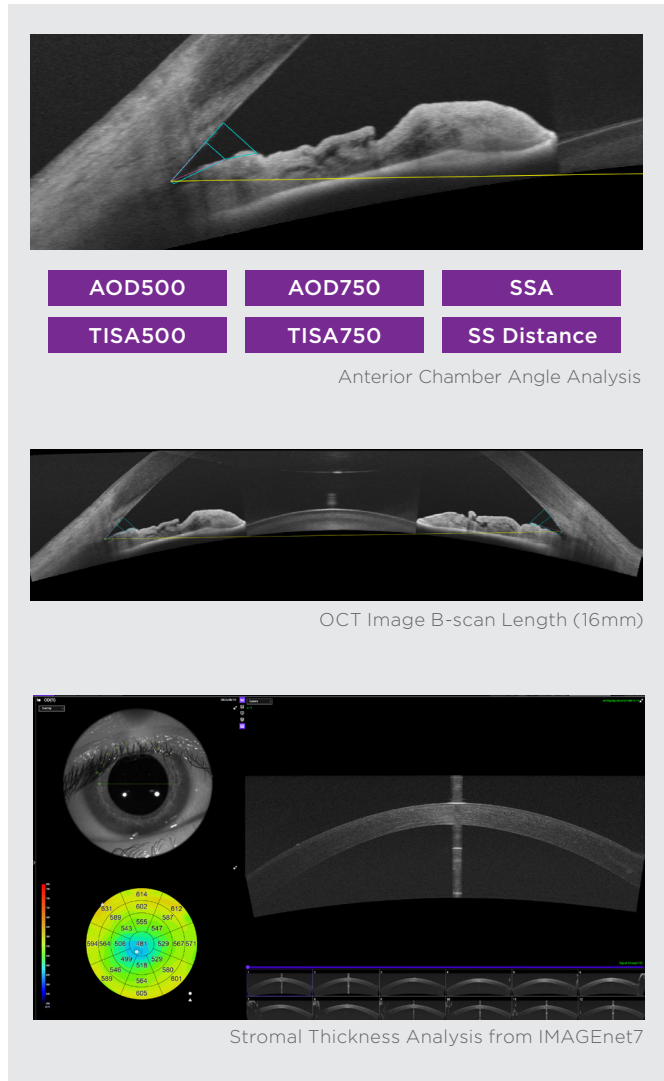 AOD500 AOD750 SSA
TISA500 TISA750 SS Distance
Anterior Chamber Angle Analysis
OCT Image B-scan Length (16mm)
614
631 602 612
589 555 587
543 547
594 564 506 481 529 567 571
499 529
546 518 580
589 564 601
605
Stromal Thickness Analysis from IMAGEnet7